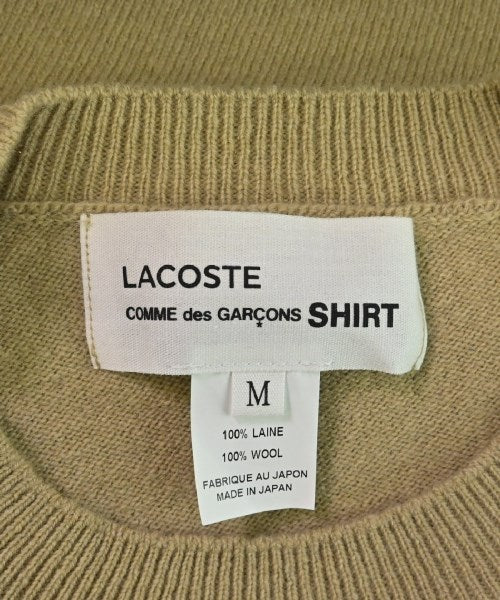 LACOSTE
COMME des GARÇONS SHIRT
M
100% LAINE
100% WOOL
FABRIQUE AU JAPON
MADE IN JAPAN